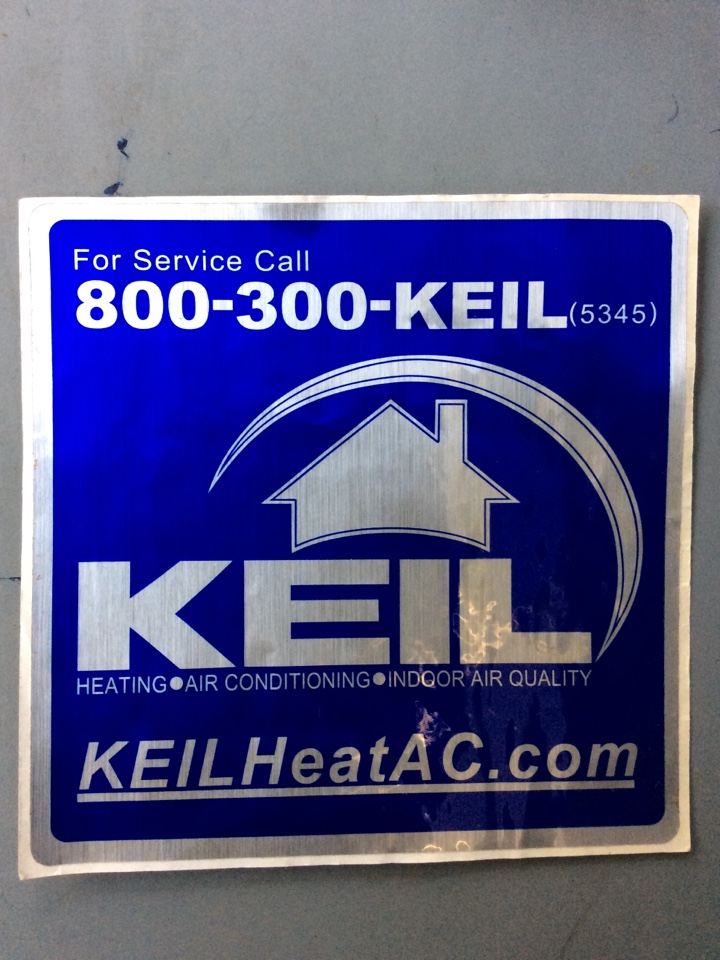 For Service Call
800-300-KEIL(5345)
KEIL
HEATING●AIR CONDITIONING●INDOOR AIR QUALITY
KEILHeatAC.com